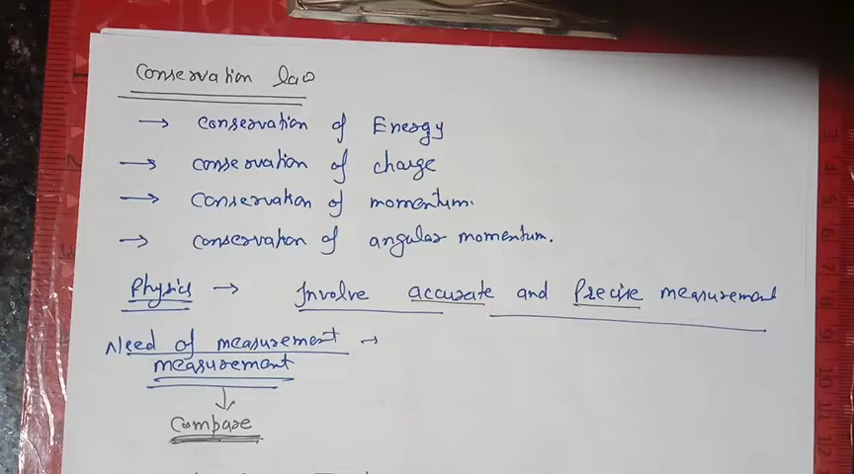 Conservation law
→ conservation of Energy
→ conservation of charge
→ conservation of momentum.
→ conservation of angular momentum.
Physics → Involve accurate and Precise measurement
Need of measurement →
measurement
↓
Compare